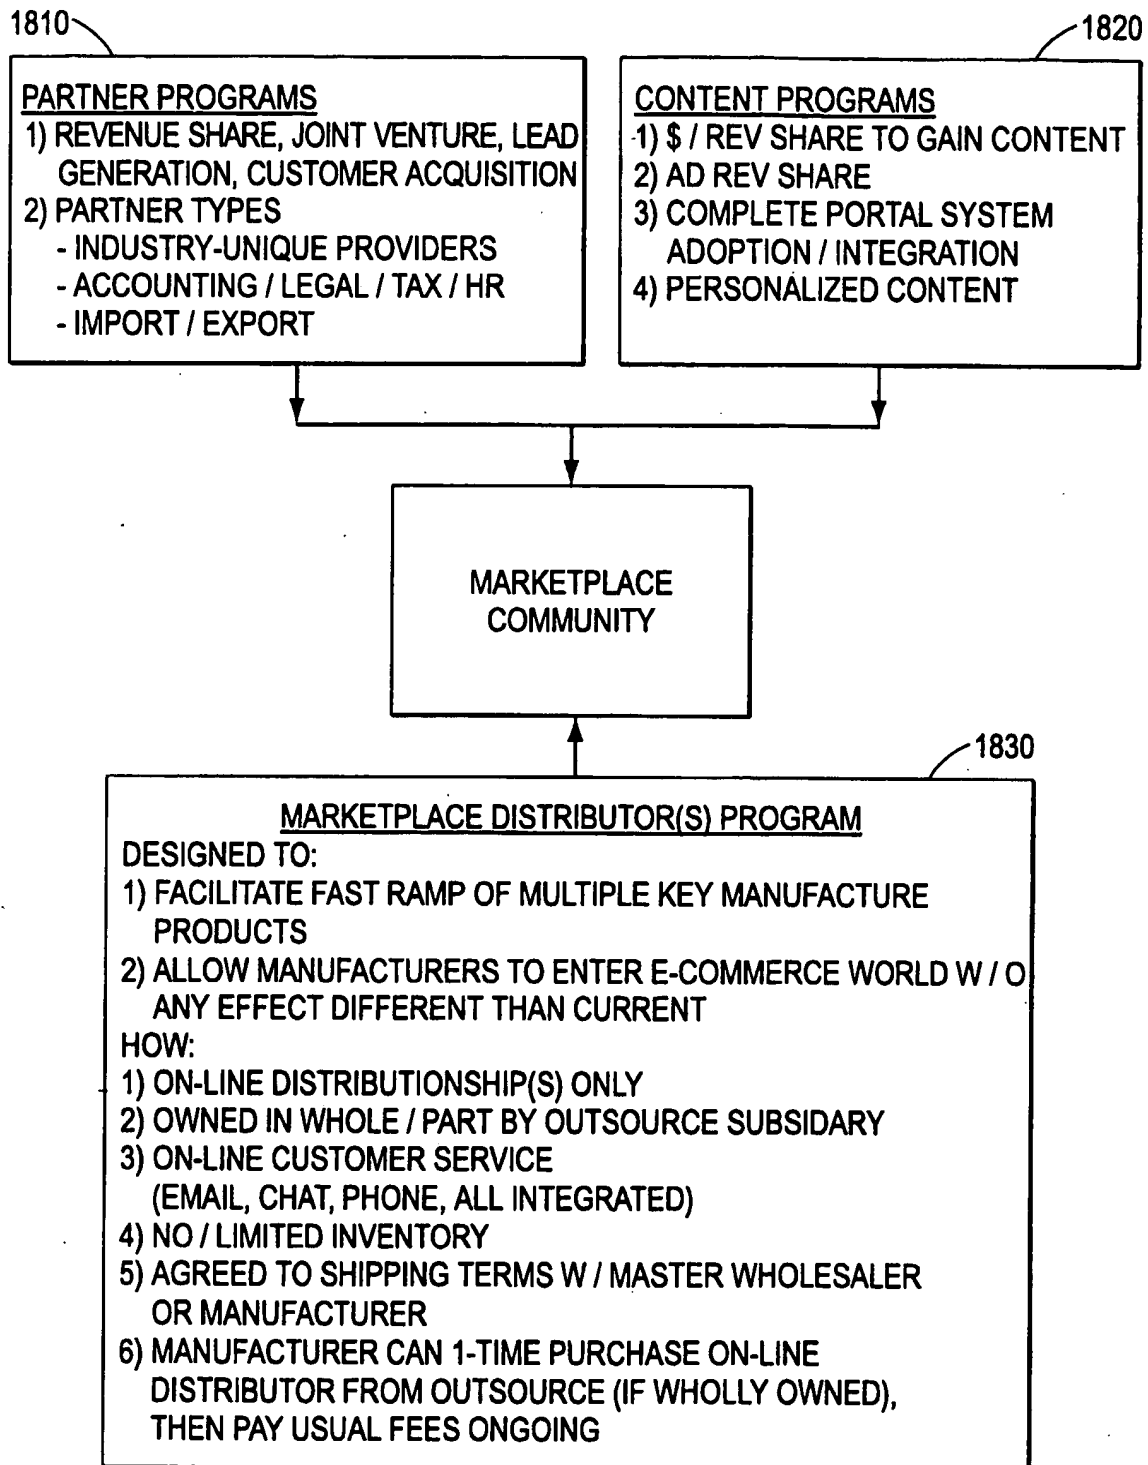 1810
PARTNER PROGRAMS
1) REVENUE SHARE, JOINT VENTURE, LEAD
GENERATION, CUSTOMER ACQUISITION
2) PARTNER TYPES
- INDUSTRY-UNIQUE PROVIDERS
- ACCOUNTING / LEGAL / TAX / HR
- IMPORT / EXPORT
1820
CONTENT PROGRAMS
1) $ / REV SHARE TO GAIN CONTENT
2) AD REV SHARE
3) COMPLETE PORTAL SYSTEM
ADOPTION / INTEGRATION
4) PERSONALIZED CONTENT
MARKETPLACE
COMMUNITY
1830
MARKETPLACE DISTRIBUTOR(S) PROGRAM
DESIGNED TO:
1) FACILITATE FAST RAMP OF MULTIPLE KEY MANUFACTURE
PRODUCTS
2) ALLOW MANUFACTURERS TO ENTER E-COMMERCE WORLD W / O
ANY EFFECT DIFFERENT THAN CURRENT
HOW:
1) ON-LINE DISTRIBUTIONSHIP(S) ONLY
2) OWNED IN WHOLE / PART BY OUTSOURCE SUBSIDARY
3) ON-LINE CUSTOMER SERVICE
(EMAIL, CHAT, PHONE, ALL INTEGRATED)
4) NO / LIMITED INVENTORY
5) AGREED TO SHIPPING TERMS W / MASTER WHOLESALER
OR MANUFACTURER
6) MANUFACTURER CAN 1-TIME PURCHASE ON-LINE
DISTRIBUTOR FROM OUTSOURCE (IF WHOLLY OWNED),
THEN PAY USUAL FEES ONGOING